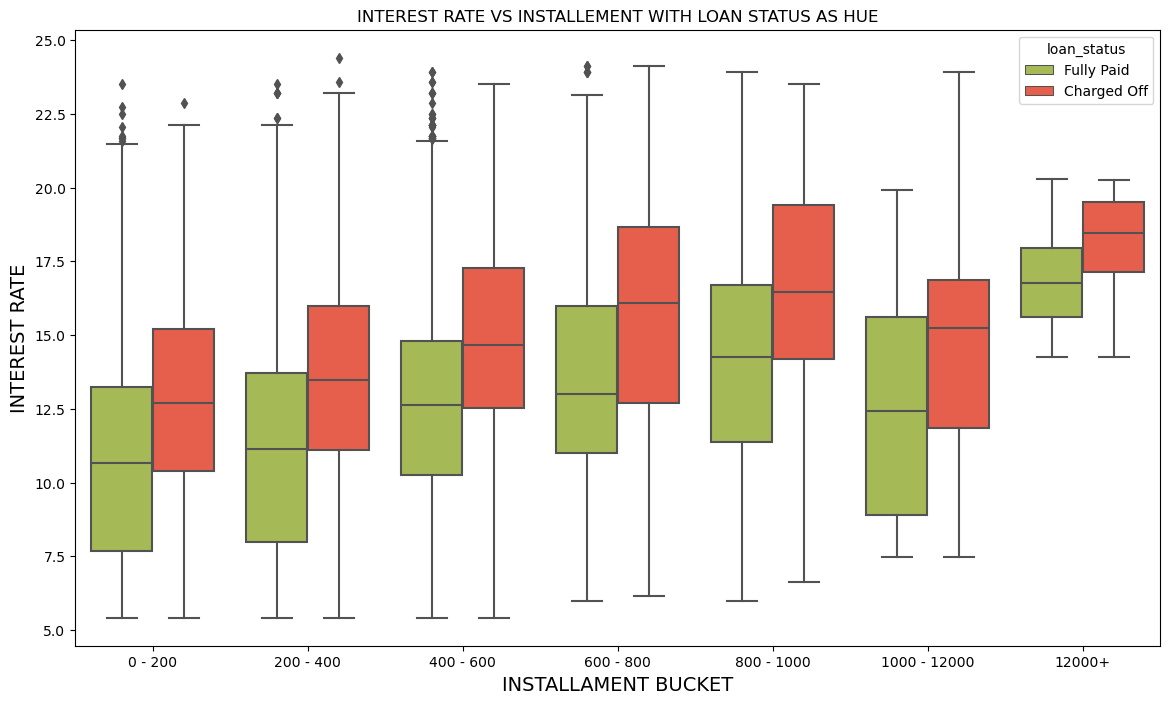 INTEREST RATE VS INSTALLEMENT WITH LOAN STATUS AS HUE
loan_status
Fully Paid
Charged Off
INTEREST RATE
25.0
22.5
20.0
17.5
15.0
12.5
10.0
7.5
5.0
0 - 200
200 - 400
400 - 600
600 - 800
800 - 1000
1000 - 12000
12000+
INSTALLAMENT BUCKET